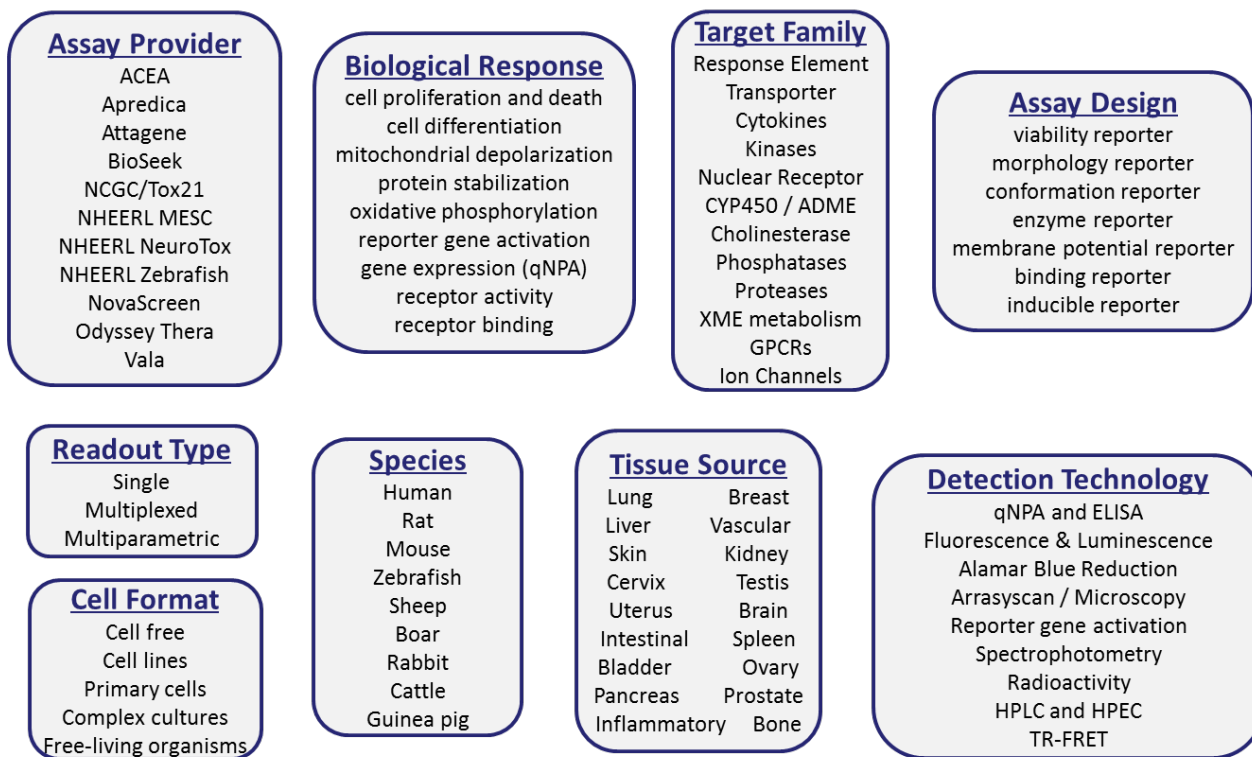 Assay Provider
ACEA
Apredica
Attagene
BioSeek
NCGC/Tox21
NHEERL MESC
NHEERL NeuroTox
NHEERL Zebrafish
NovaScreen
Odyssey Thera
Vala
Biological Response
cell proliferation and death
cell differentiation
mitochondrial depolarization
protein stabilization
oxidative phosphorylation
reporter gene activation
gene expression (qNPA)
receptor activity
receptor binding
Target Family
Response Element
Transporter
Cytokines
Kinases
Nuclear Receptor
CYP450 / ADME
Cholinesterase
Phosphatases
Proteases
XME metabolism
GPCRs
Ion Channels
Assay Design
viability reporter
morphology reporter
conformation reporter
enzyme reporter
membrane potential reporter
binding reporter
inducible reporter
Readout Type
Single
Multiplexed
Multiparametric
Cell Format
Cell free
Cell lines
Primary cells
Complex cultures
Free-living organisms
Species
Human
Rat
Mouse
Zebrafish
Sheep
Boar
Rabbit
Cattle
Guinea pig
Tissue Source
Lung Breast
Liver Vascular
Skin Kidney
Cervix Testis
Uterus Brain
Intestinal Spleen
Bladder Ovary
Pancreas Prostate
Inflammatory Bone
Detection Technology
qNPA and ELISA
Fluorescence & Luminescence
Alamar Blue Reduction
Arrasyscan / Microscopy
Reporter gene activation
Spectrophotometry
Radioactivity
HPLC and HPEC
TR-FRET